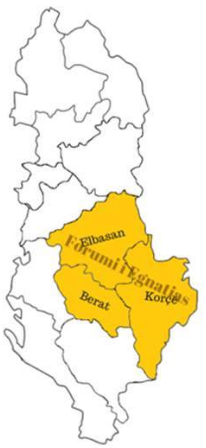 Elbasan
Forumi i Egnatias
Berat
Korçë